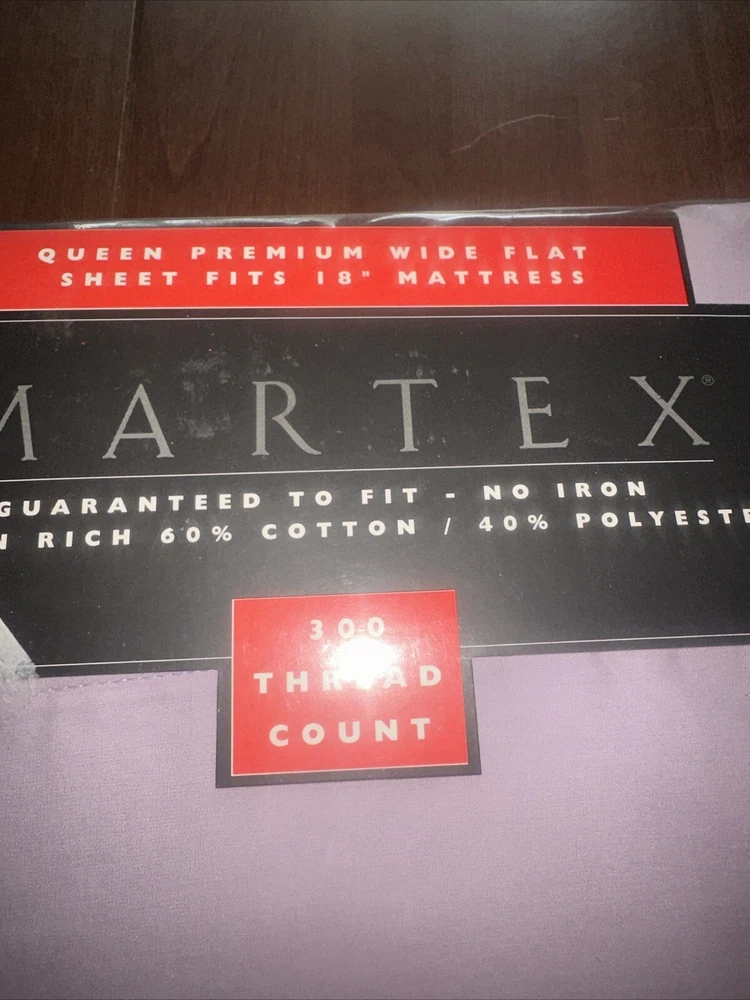 QUEEN PREMIUM WIDE FLAT
SHEET FITS 18" MATTRESS
MARTEX®
GUARANTEED TO FIT - NO IRON
RICH 60% COTTON / 40% POLYESTE
300
THREAD
COUNT